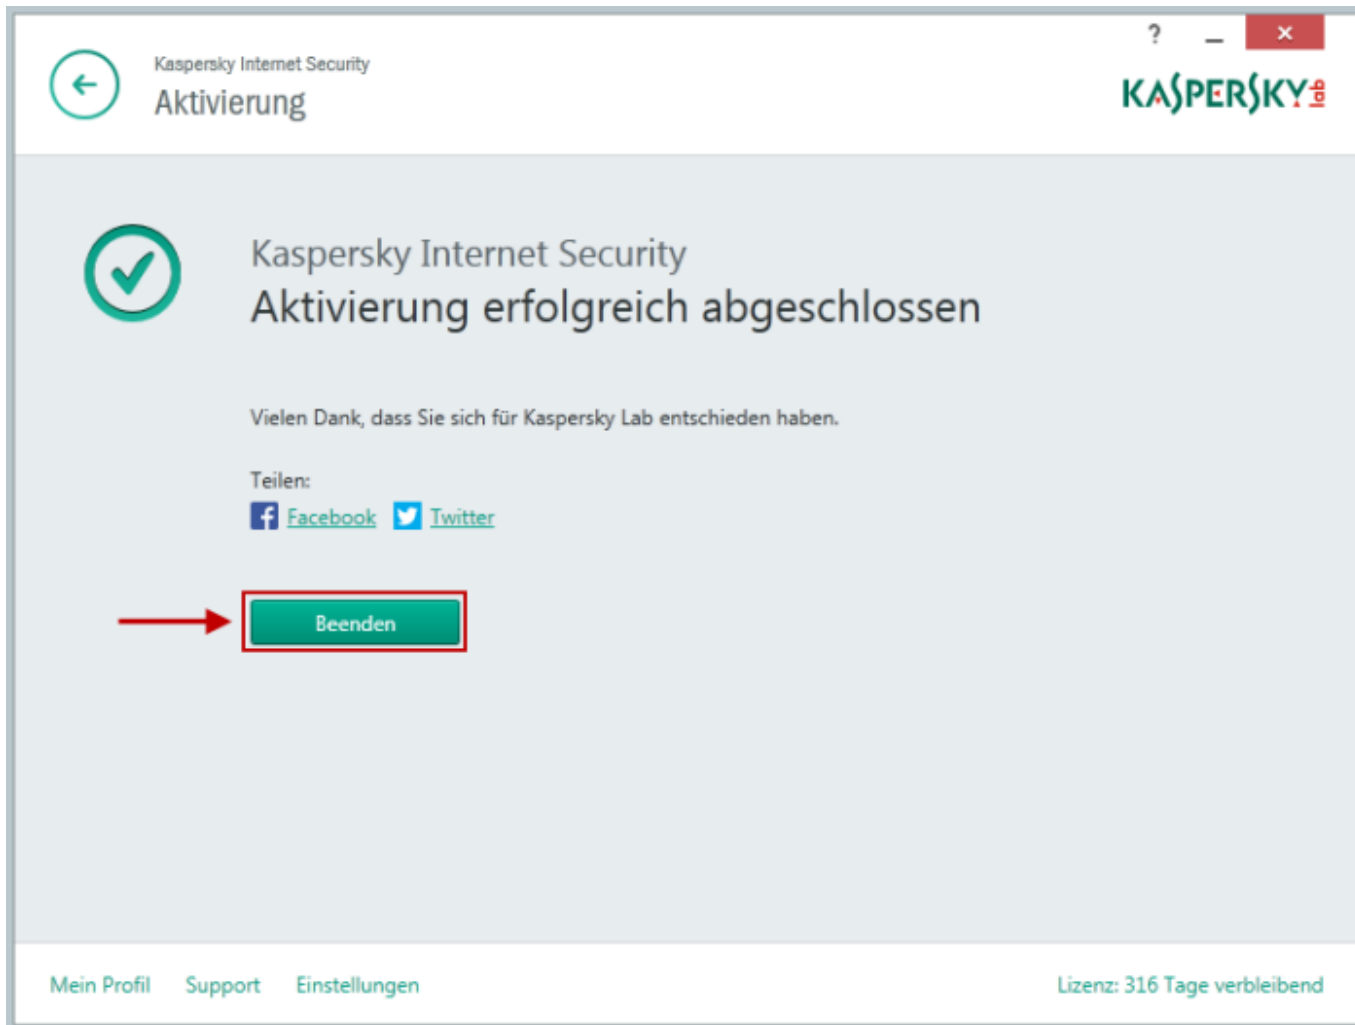 Kaspersky Internet Security
Aktivierung
?
KASPERSKY lab
Kaspersky Internet Security
Aktivierung erfolgreich abgeschlossen
Vielen Dank, dass Sie sich für Kaspersky Lab entschieden haben.
Teilen:
Facebook Twitter
Beenden
Mein Profil Support Einstellungen Lizenz: 316 Tage verbleibend